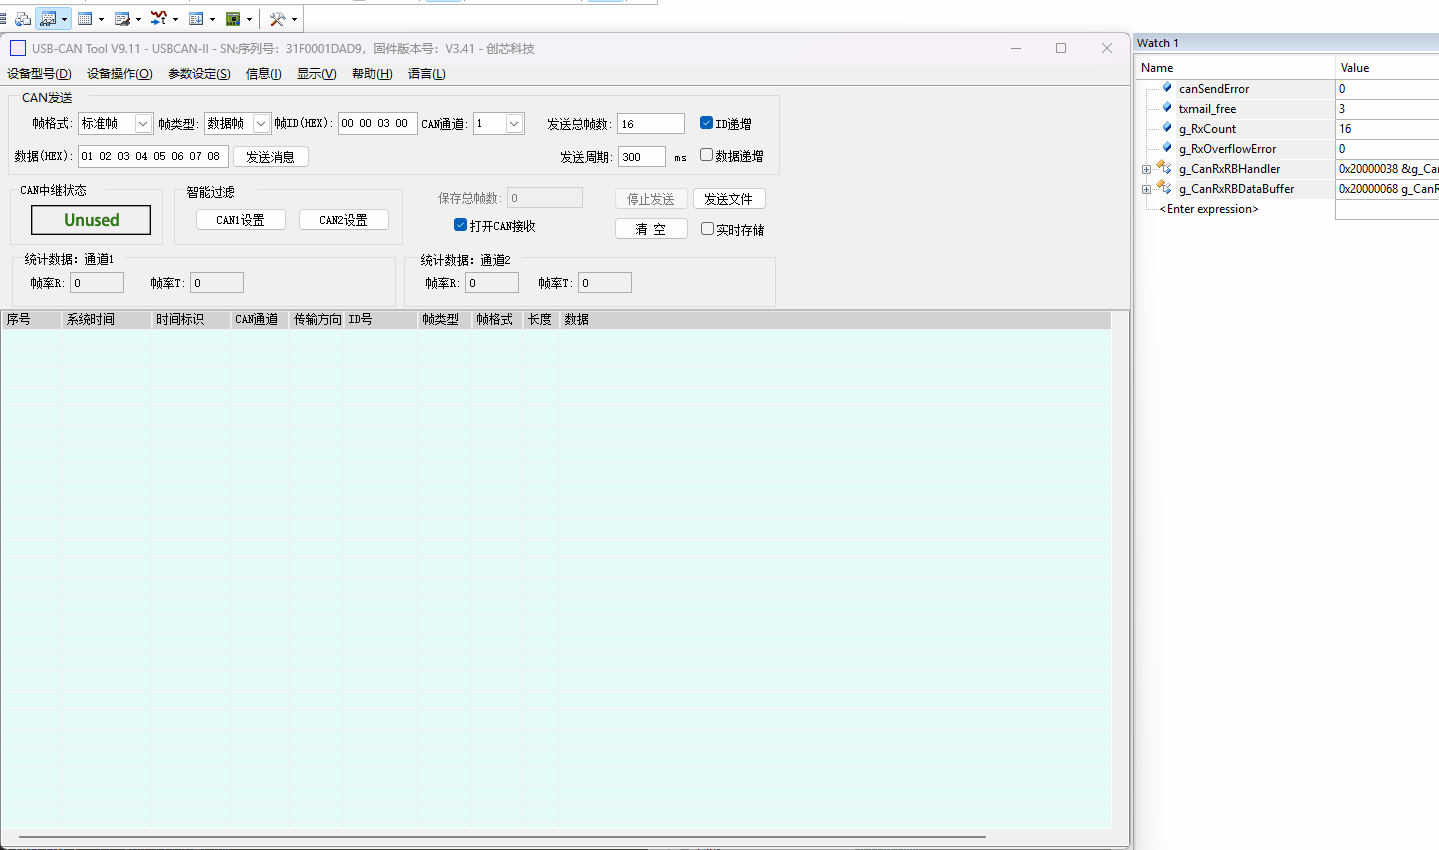 USB-CAN Tool V9.11 - USBCAN-II - SN:序列号：31F0001DAD9，固件版本号：V3.41 - 创芯科技
设备型号(D) 设备操作(O) 参数设定(S) 信息(I) 显示(V) 帮助(H) 语言(L)
CAN发送
帧格式: 标准帧 帧类型: 数据帧 帧ID(HEX): 00 00 03 00 CAN通道: 1 发送总帧数: 16 ID递增
数据(HEX): 01 02 03 04 05 06 07 08 发送消息 发送周期: 300 ms 数据递增
CAN中继状态 智能过滤
Unused CAN1设置 CAN2设置
保存总帧数: 0 停止发送 发送文件
打开CAN接收 清 空 实时存储
统计数据：通道1 统计数据：通道2
帧率R: 0 帧率T: 0 帧率R: 0 帧率T: 0
序号 系统时间 时间标识 CAN通道 传输方向 ID号 帧类型 帧格式 长度 数据
Watch 1
Name Value
canSendError 0
txmail_free 3
g_RxCount 16
g_RxOverflowError 0
g_CanRxRBHandler 0x20000038 &g_Can
g_CanRxRBDataBuffer 0x20000068 g_CanR
<Enter expression>